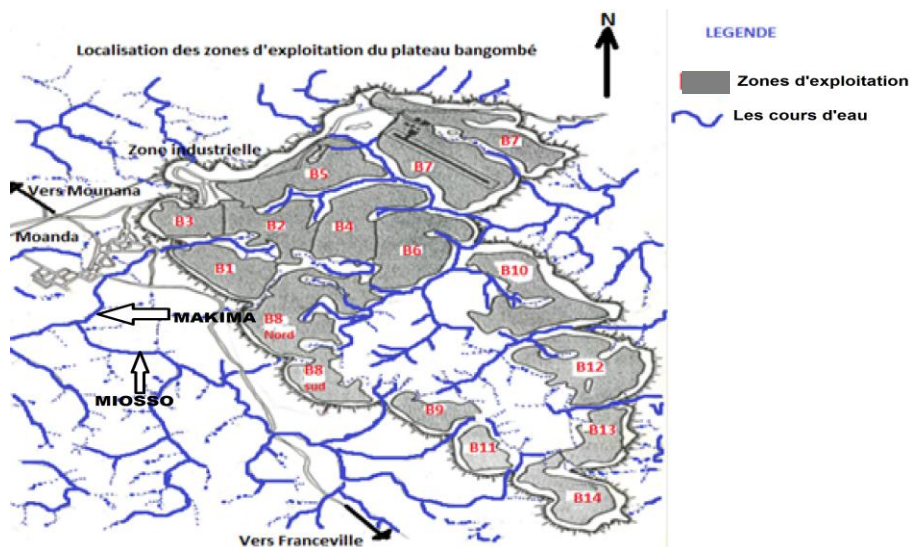 N
LEGENDE
Localisation des zones d'exploitation du plateau bangombé
Zones d'exploitation
Les cours d'eau
B7
Zone industrielle
B5
B7
Vers Mounana
B3
B2
B4
Moanda
B6
B1
B10
MAKIMA
B8
Nord
B12
B8
sud
MIOSSO
B9
B13
B11
B14
Vers Franceville